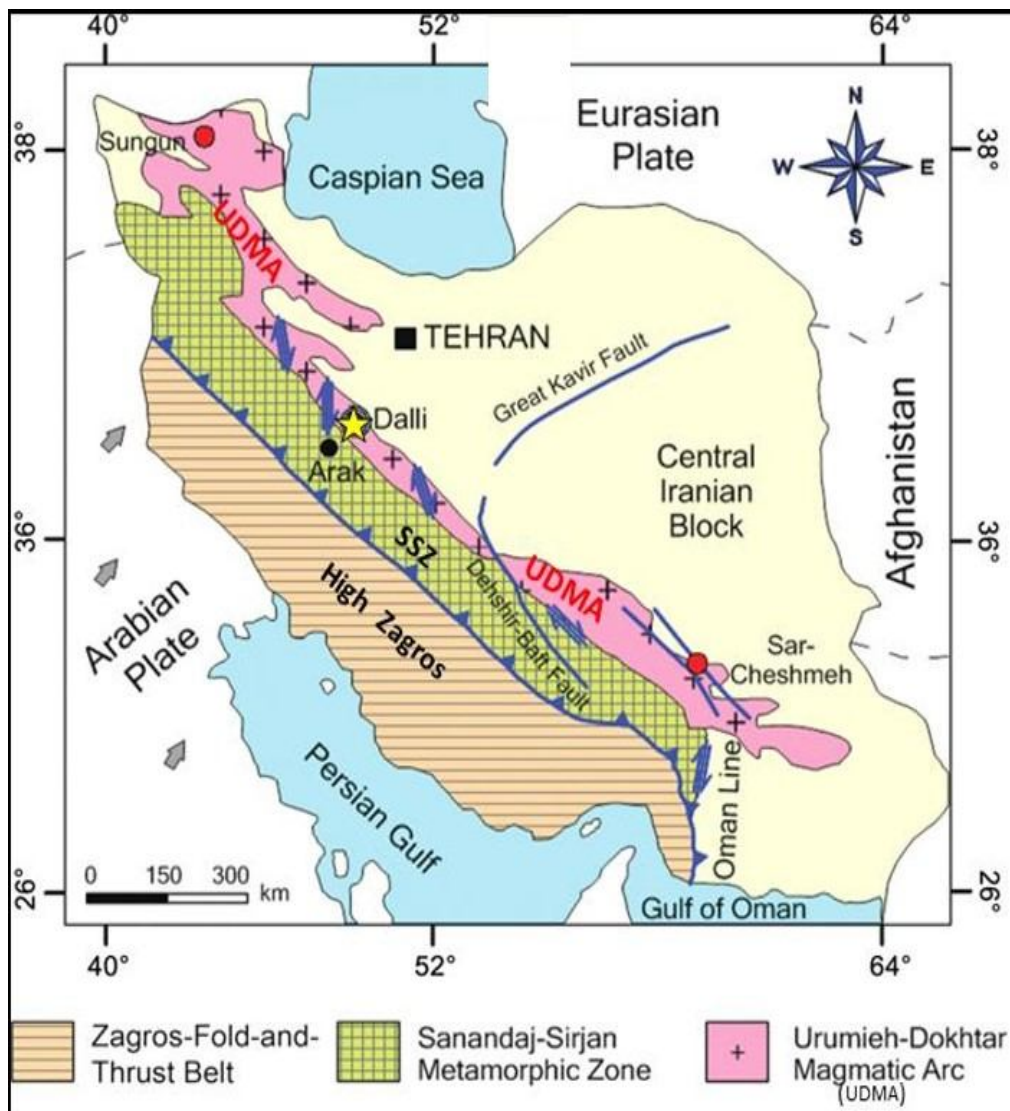 40°
52°
64°
38°
38°
36°
36°
26°
26°
40°
52°
64°
Eurasian
Plate
N
W
E
S
Sungun
Caspian Sea
UDMA
TEHRAN
Great Kavir Fault
Dalli
Arak
Central
Iranian
Block
Afghanistan
SSZ
UDMA
High Zagros
Dehshir-Baft Fault
Arabian
Plate
Sar-
Cheshmeh
Persian Gulf
Oman Line
0 150 300
km
Gulf of Oman
Zagros-Fold-and-
Thrust Belt
Sanandaj-Sirjan
Metamorphic Zone
Urumieh-Dokhtar
Magmatic Arc
(UDMA)